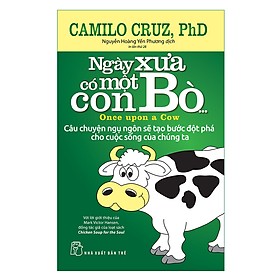 CAMILO CRUZ, PhD
Nguyễn Hoàng Yến Phương dịch
Ngày xưa
có một
con Bò...
Once upon a Cow
Câu chuyện ngụ ngôn sẽ tạo bước đột phá
cho cuộc sống của chúng ta
Với lời giới thiệu của
Mark Victor Hansen,
đồng tác giả của loạt sách
Chicken Soup for the Soul
NHÀ XUẤT BẢN TRẺ